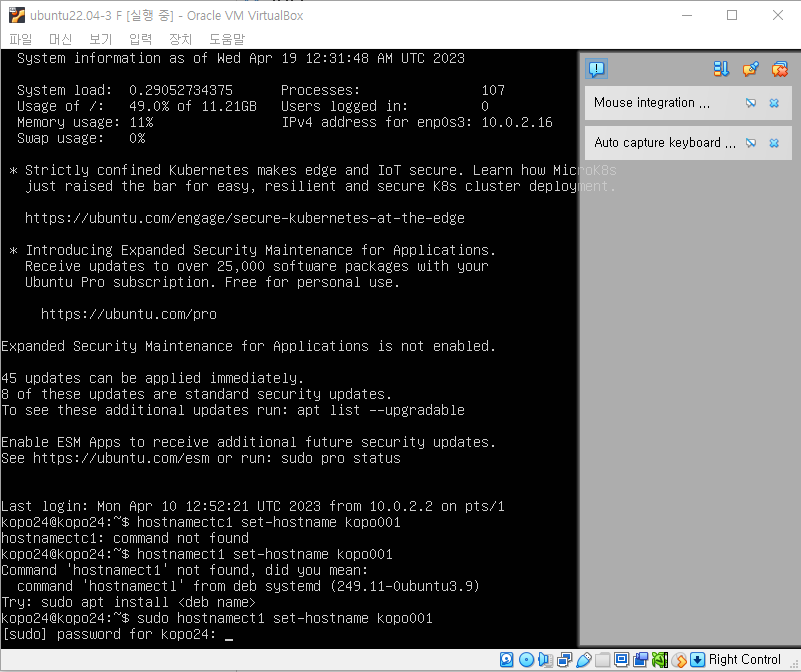 ubuntu22.04-3 F [실행 중] - Oracle VM VirtualBox
파일 머신 보기 입력 장치 도움말
System information as of Wed Apr 19 12:31:48 AM UTC 2023
System load: 0.29052734375 Processes: 107
Usage of /: 49.0% of 11.21GB Users logged in: 0
Memory usage: 11% IPv4 address for enp0s3: 10.0.2.16
Swap usage: 0%
* Strictly confined Kubernetes makes edge and IoT secure. Learn how MicroK8s
just raised the bar for easy, resilient and secure K8s cluster deployment.
https://ubuntu.com/engage/secure-kubernetes-at-the-edge
* Introducing Expanded Security Maintenance for Applications.
Receive updates to over 25,000 software packages with your
Ubuntu Pro subscription. Free for personal use.
https://ubuntu.com/pro
Expanded Security Maintenance for Applications is not enabled.
45 updates can be applied immediately.
8 of these updates are standard security updates.
To see these additional updates run: apt list --upgradable
Enable ESM Apps to receive additional future security updates.
See https://ubuntu.com/esm or run: sudo pro status
Last login: Mon Apr 10 12:52:21 UTC 2023 from 10.0.2.2 on pts/1
kopo24@kopo24:~$ hostnamectc1 set-hostname kopo001
hostnamectc1: command not found
kopo24@kopo24:~$ hostnamect1 set-hostname kopo001
Command 'hostnamect1' not found, did you mean:
command 'hostnamectl' from deb systemd (249.11-0ubuntu3.9)
Try: sudo apt install <deb name>
kopo24@kopo24:~$ sudo hostnamect1 set-hostname kopo001
[sudo] password for kopo24: _
Mouse integration ...
Auto capture keyboard ...
Right Control